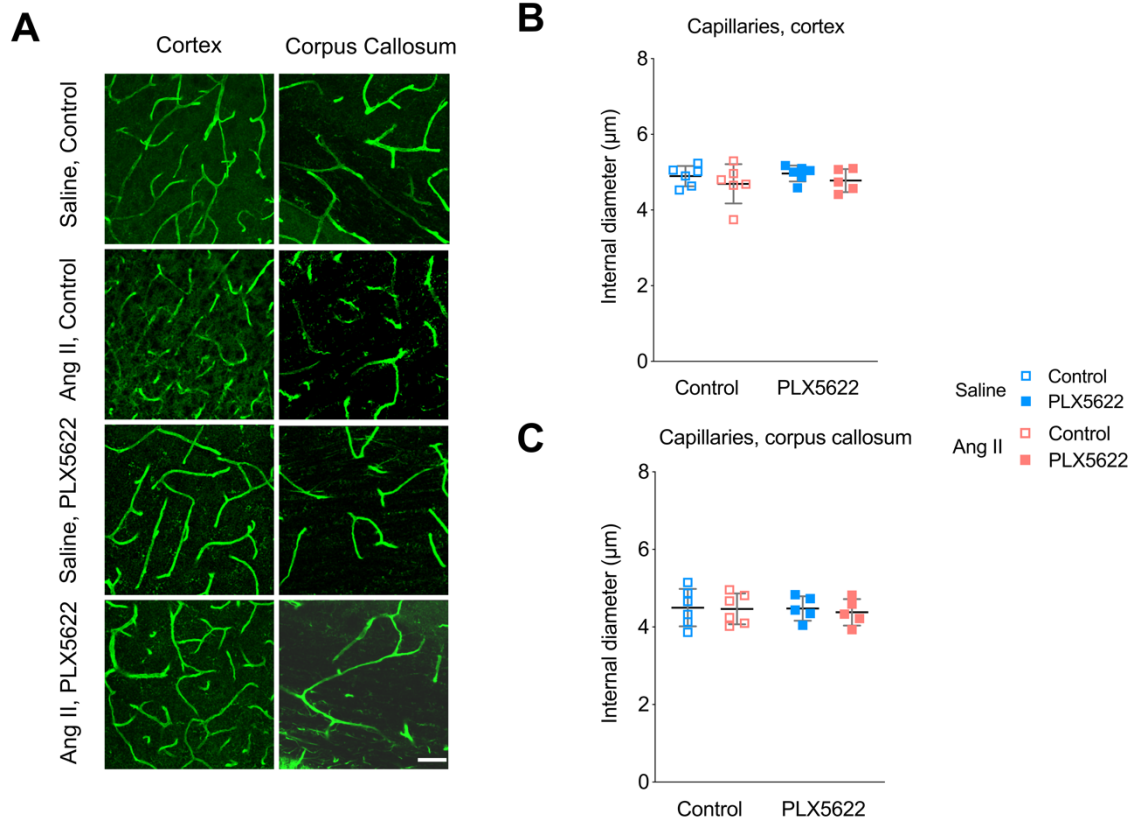 A
Cortex
Corpus Callosum
Saline, Control
Ang II, Control
Saline, PLX5622
Ang II, PLX5622
B
Capillaries, cortex
Internal diameter (µm)
8
6
4
2
0
Control
PLX5622
Saline
Control
PLX5622
Ang II
Control
PLX5622
C
Capillaries, corpus callosum
Internal diameter (µm)
8
6
4
2
0
Control
PLX5622